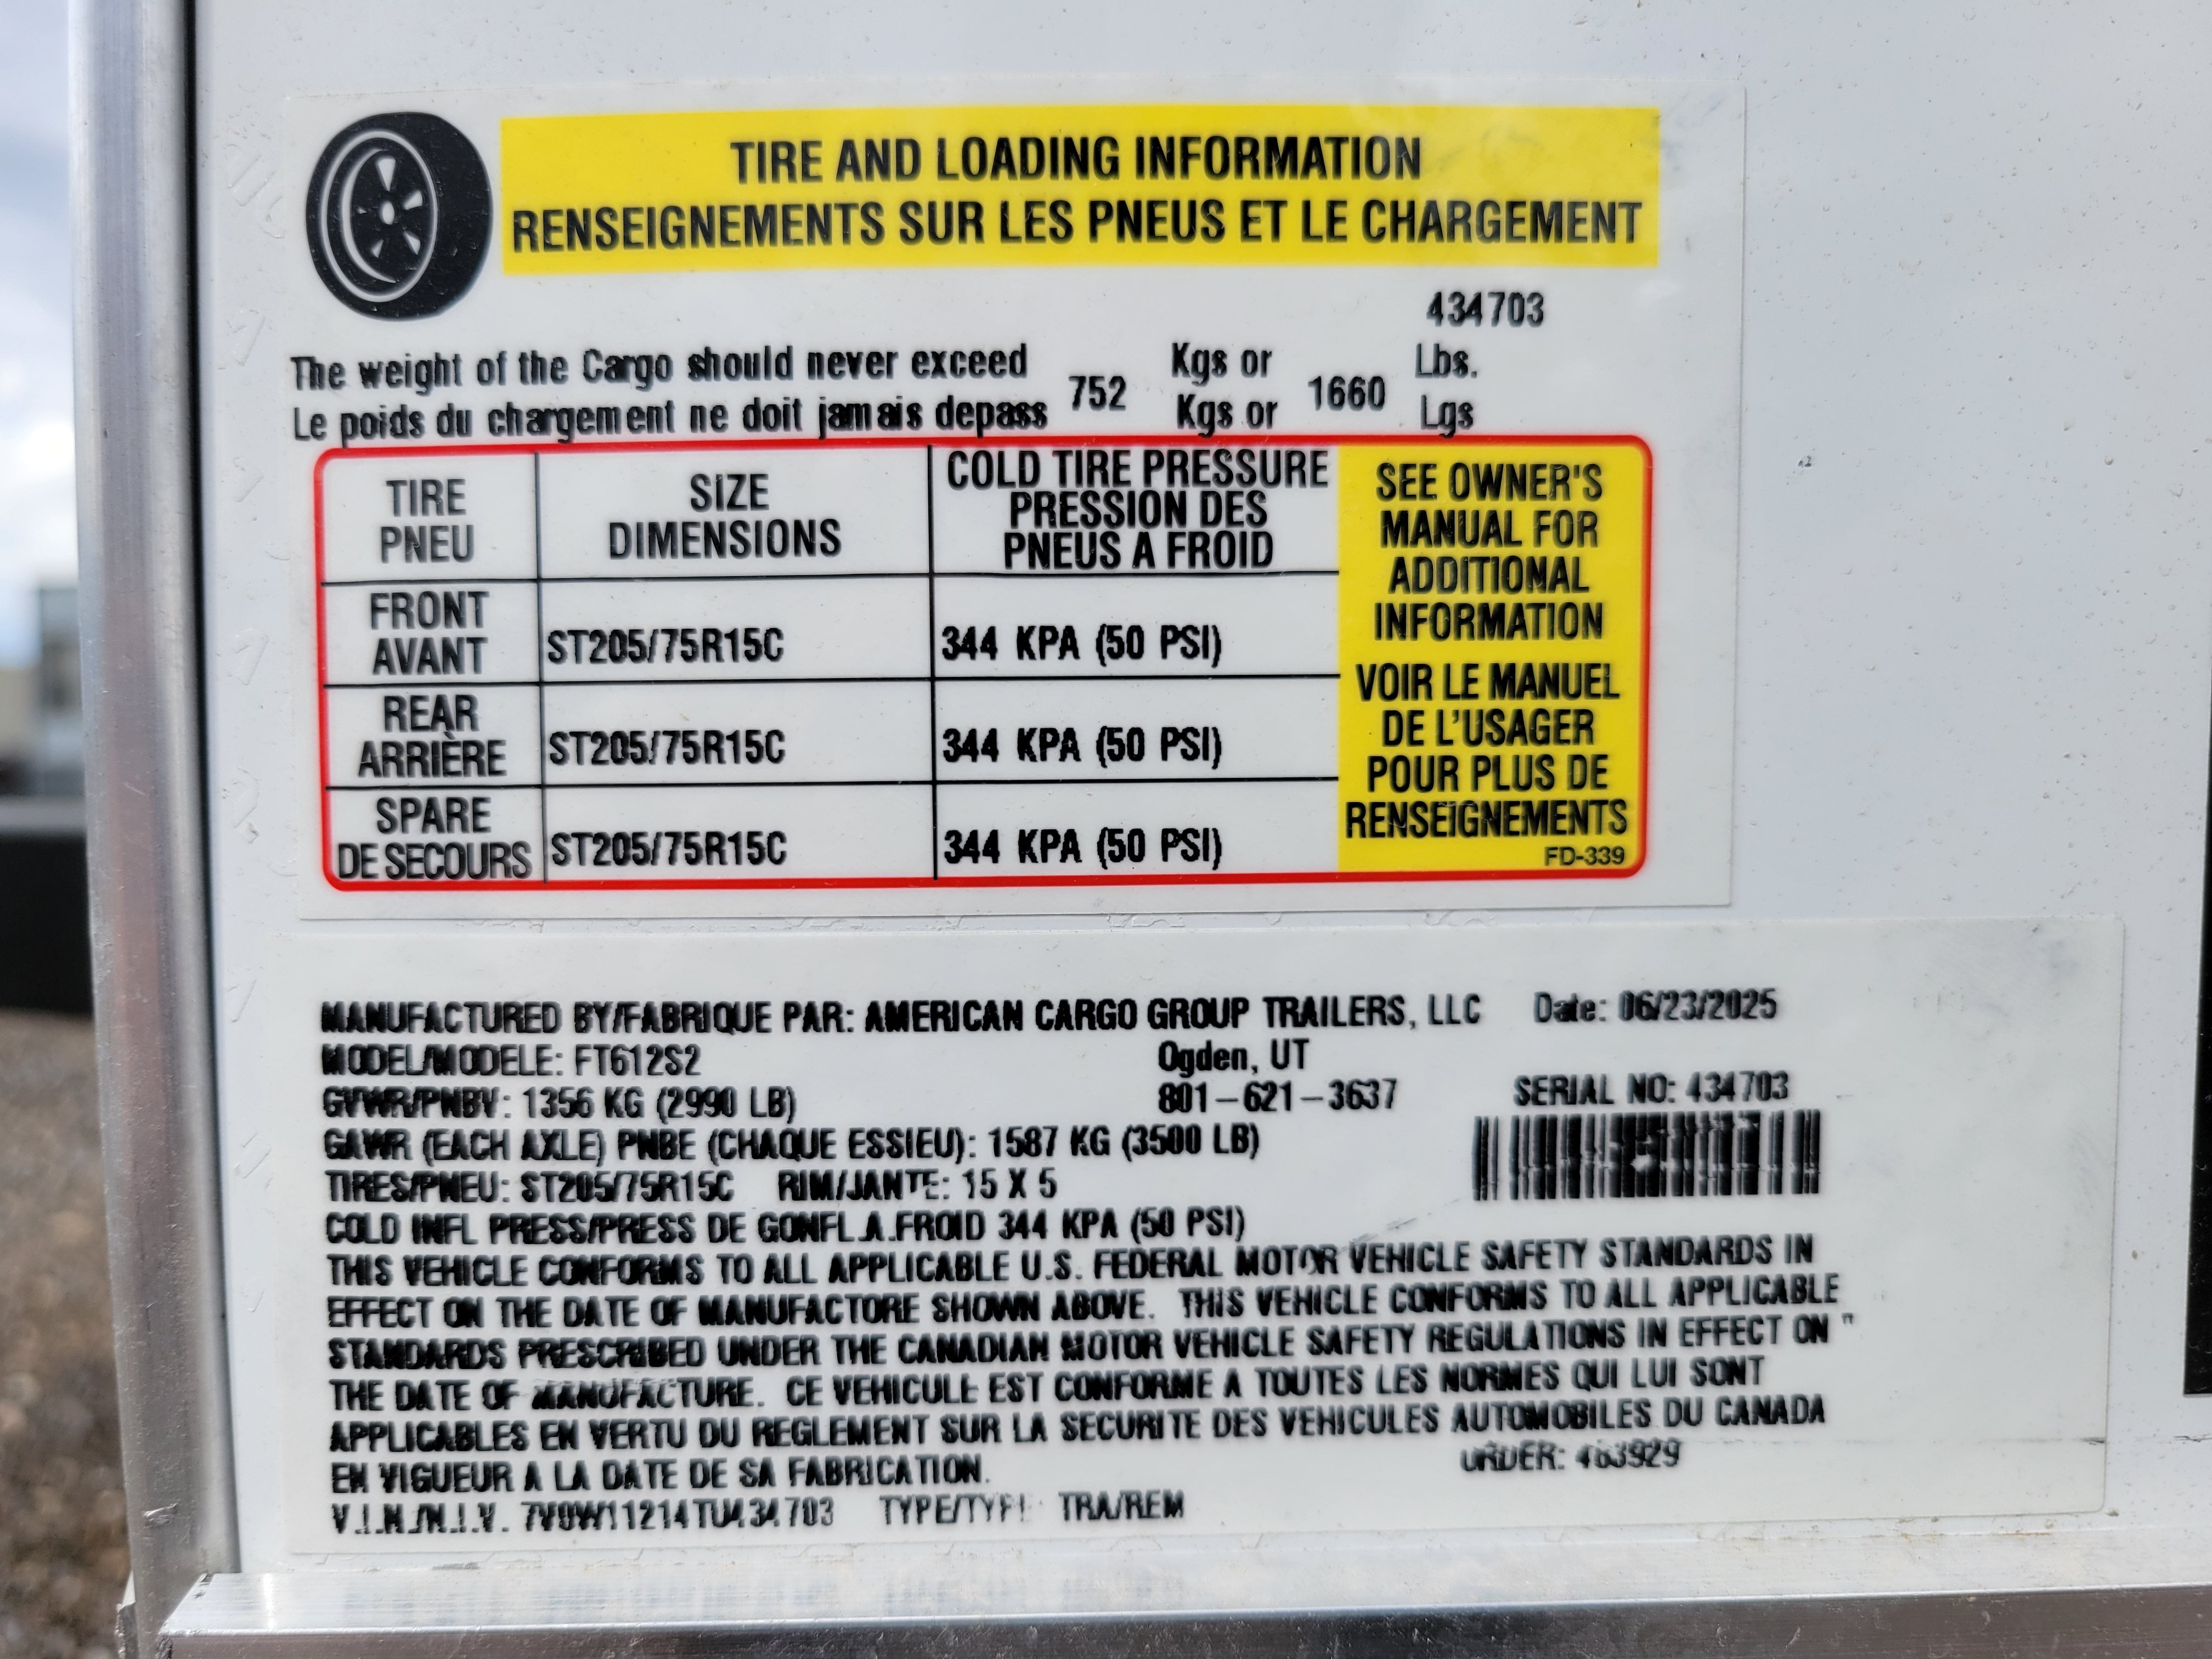 TIRE AND LOADING INFORMATION
RENSEIGNEMENTS SUR LES PNEUS ET LE CHARGEMENT
434703
The weight of the Cargo should never exceed 752 Kgs or 1660 Lbs.
Le poids du chargement ne doit jamais depass Kgs or Lgs
TIRE
PNEU
SIZE
DIMENSIONS
COLD TIRE PRESSURE
PRESSION DES
PNEUS A FROID
FRONT
AVANT
ST205/75R15C
344 KPA (50 PSI)
REAR
ARRIÈRE
ST205/75R15C
344 KPA (50 PSI)
SPARE
DE SECOURS
ST205/75R15C
344 KPA (50 PSI)
SEE OWNER'S
MANUAL FOR
ADDITIONAL
INFORMATION
VOIR LE MANUEL
DE L'USAGER
POUR PLUS DE
RENSEIGNEMENTS
FD-339
MANUFACTURED BY/FABRIQUE PAR: AMERICAN CARGO GROUP TRAILERS, LLC Date: 06/23/2025
MODEL/MODELE: FT612S2 Ogden, UT
GVWR/PNBV: 1356 KG (2990 LB) 801-621-3637 SERIAL NO: 434703
GAWR (EACH AXLE) PNBE (CHAQUE ESSIEU): 1587 KG (3500 LB)
TIRES/PNEU: ST205/75R15C RIM/JANTE: 15 X 5
COLD INFL PRESS/PRESS DE GONFL.A.FROID 344 KPA (50 PSI)
THIS VEHICLE CONFORMS TO ALL APPLICABLE U.S. FEDERAL MOTOR VEHICLE SAFETY STANDARDS IN
EFFECT ON THE DATE OF MANUFACTORE SHOWN ABOVE. THIS VEHICLE CONFORMS TO ALL APPLICABLE
STANDARDS PRESCRIBED UNDER THE CANADIAN MOTOR VEHICLE SAFETY REGULATIONS IN EFFECT ON "
THE DATE OF MANUFACTURE. CE VEHICULE EST CONFORME A TOUTES LES NORMES QUI LUI SONT
APPLICABLES EN VERTU DU REGLEMENT SUR LA SECURITE DES VEHICULES AUTOMOBILES DU CANADA
EN VIGUEUR A LA DATE DE SA FABRICATION. ORDER:
V.I.N./N.I.V. TYPE/TYPE TRA/REM